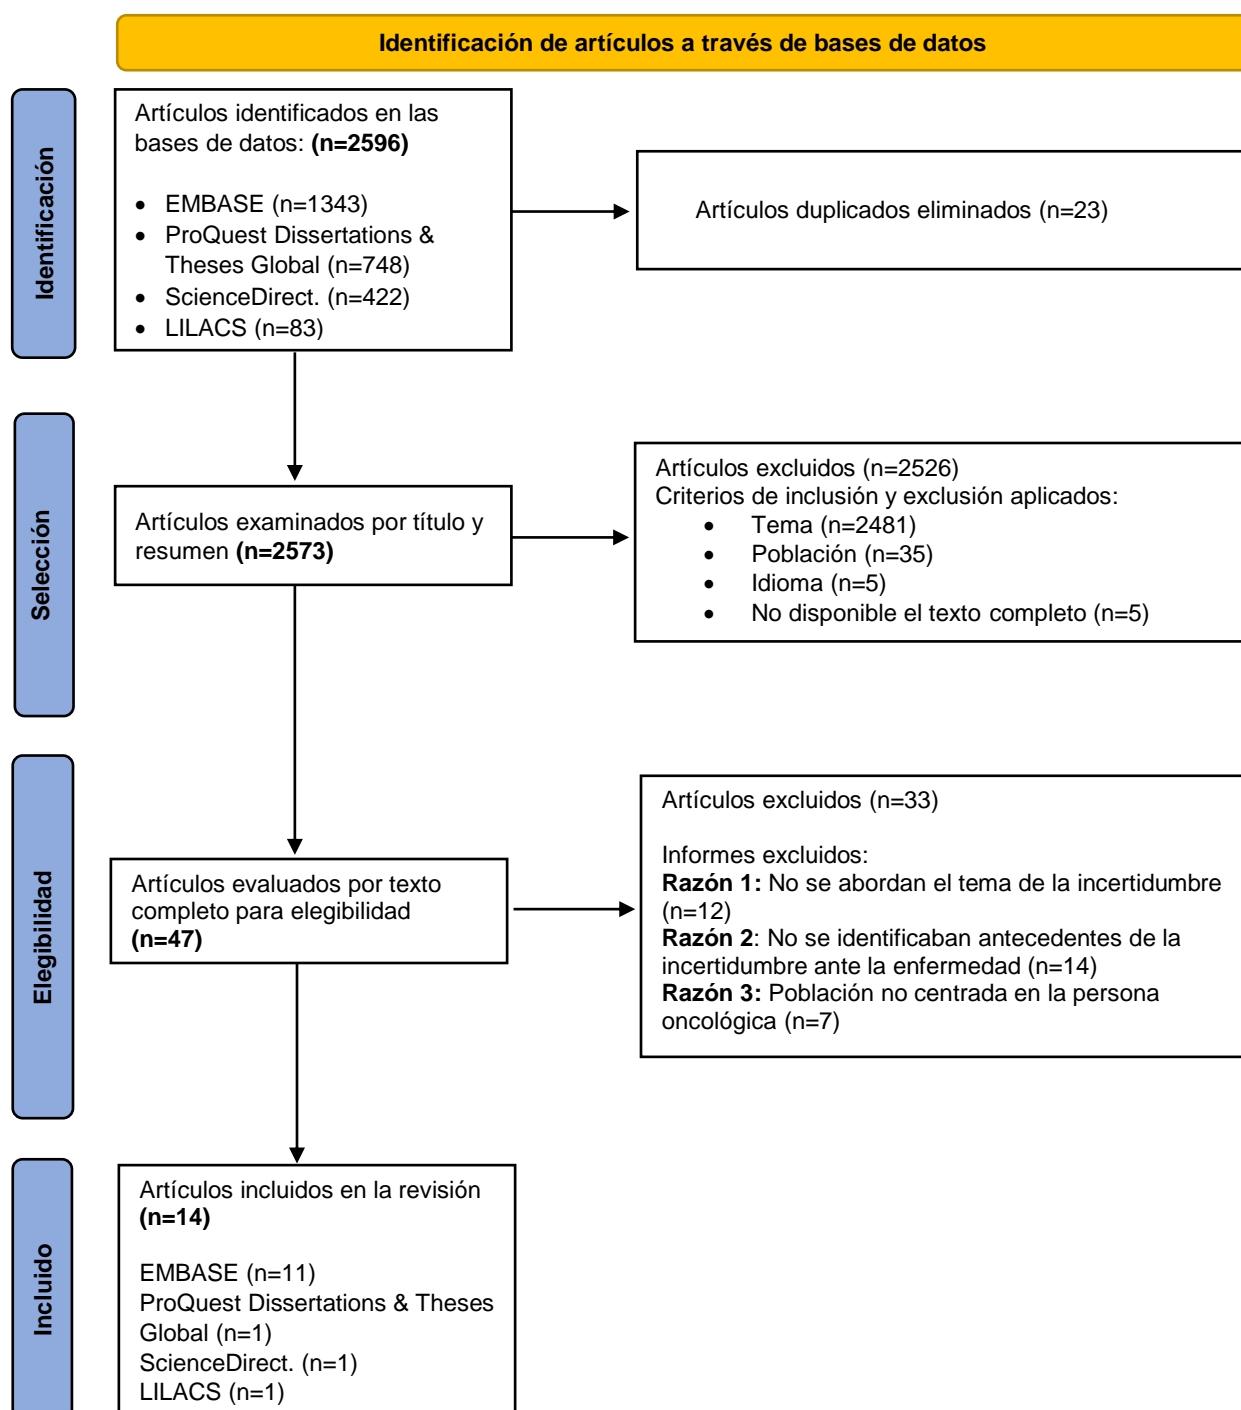 Identificación de artículos a través de bases de datos
Identificación
Artículos identificados en las
bases de datos: (n=2596)
• EMBASE (n=1343)
• ProQuest Dissertations &
Theses Global (n=748)
• ScienceDirect. (n=422)
• LILACS (n=83)
Artículos duplicados eliminados (n=23)
Selección
Artículos examinados por título y
resumen (n=2573)
Artículos excluidos (n=2526)
Criterios de inclusión y exclusión aplicados:
• Tema (n=2481)
• Población (n=35)
• Idioma (n=5)
• No disponible el texto completo (n=5)
Elegibilidad
Artículos evaluados por texto
completo para elegibilidad
(n=47)
Artículos excluidos (n=33)
Informes excluidos:
Razón 1: No se abordan el tema de la incertidumbre
(n=12)
Razón 2: No se identificaban antecedentes de la
incertidumbre ante la enfermedad (n=14)
Razón 3: Población no centrada en la persona
oncológica (n=7)
Incluido
Artículos incluidos en la revisión
(n=14)
EMBASE (n=11)
ProQuest Dissertations & Theses
Global (n=1)
ScienceDirect. (n=1)
LILACS (n=1)